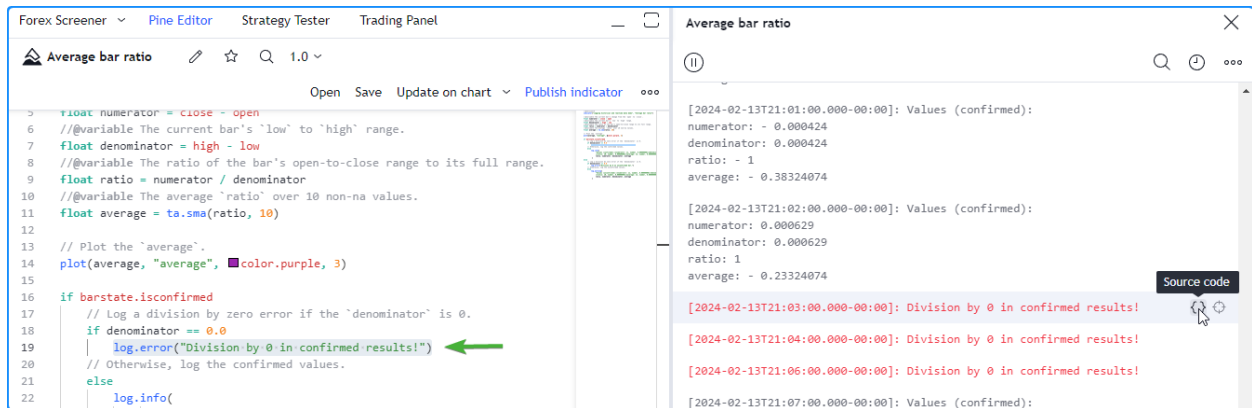 Forex Screener Pine Editor Strategy Tester Trading Panel
Average bar ratio 1.0
Open Save Update on chart Publish indicator
5 float numerator = close - open
6 //@variable The current bar's `low` to `high` range.
7 float denominator = high - low
8 //@variable The ratio of the bar's open-to-close range to its full range.
9 float ratio = numerator / denominator
10 //@variable The average `ratio` over 10 non-na values.
11 float average = ta.sma(ratio, 10)
12
13 // Plot the `average`.
14 plot(average, "average", color.purple, 3)
15
16 if barstate.isconfirmed
17 // Log a division by zero error if the `denominator` is 0.
18 if denominator == 0.0
19 log.error("Division·by·0·in·confirmed·results!")
20 // Otherwise, log the confirmed values.
21 else
22 log.info(
Average bar ratio
[2024-02-13T21:01:00.000-00:00]: Values (confirmed):
numerator: - 0.000424
denominator: 0.000424
ratio: - 1
average: - 0.38324074
[2024-02-13T21:02:00.000-00:00]: Values (confirmed):
numerator: 0.000629
denominator: 0.000629
ratio: 1
average: - 0.23324074
Source code
[2024-02-13T21:03:00.000-00:00]: Division by 0 in confirmed results!
[2024-02-13T21:04:00.000-00:00]: Division by 0 in confirmed results!
[2024-02-13T21:06:00.000-00:00]: Division by 0 in confirmed results!
[2024-02-13T21:07:00.000-00:00]: Values (confirmed):